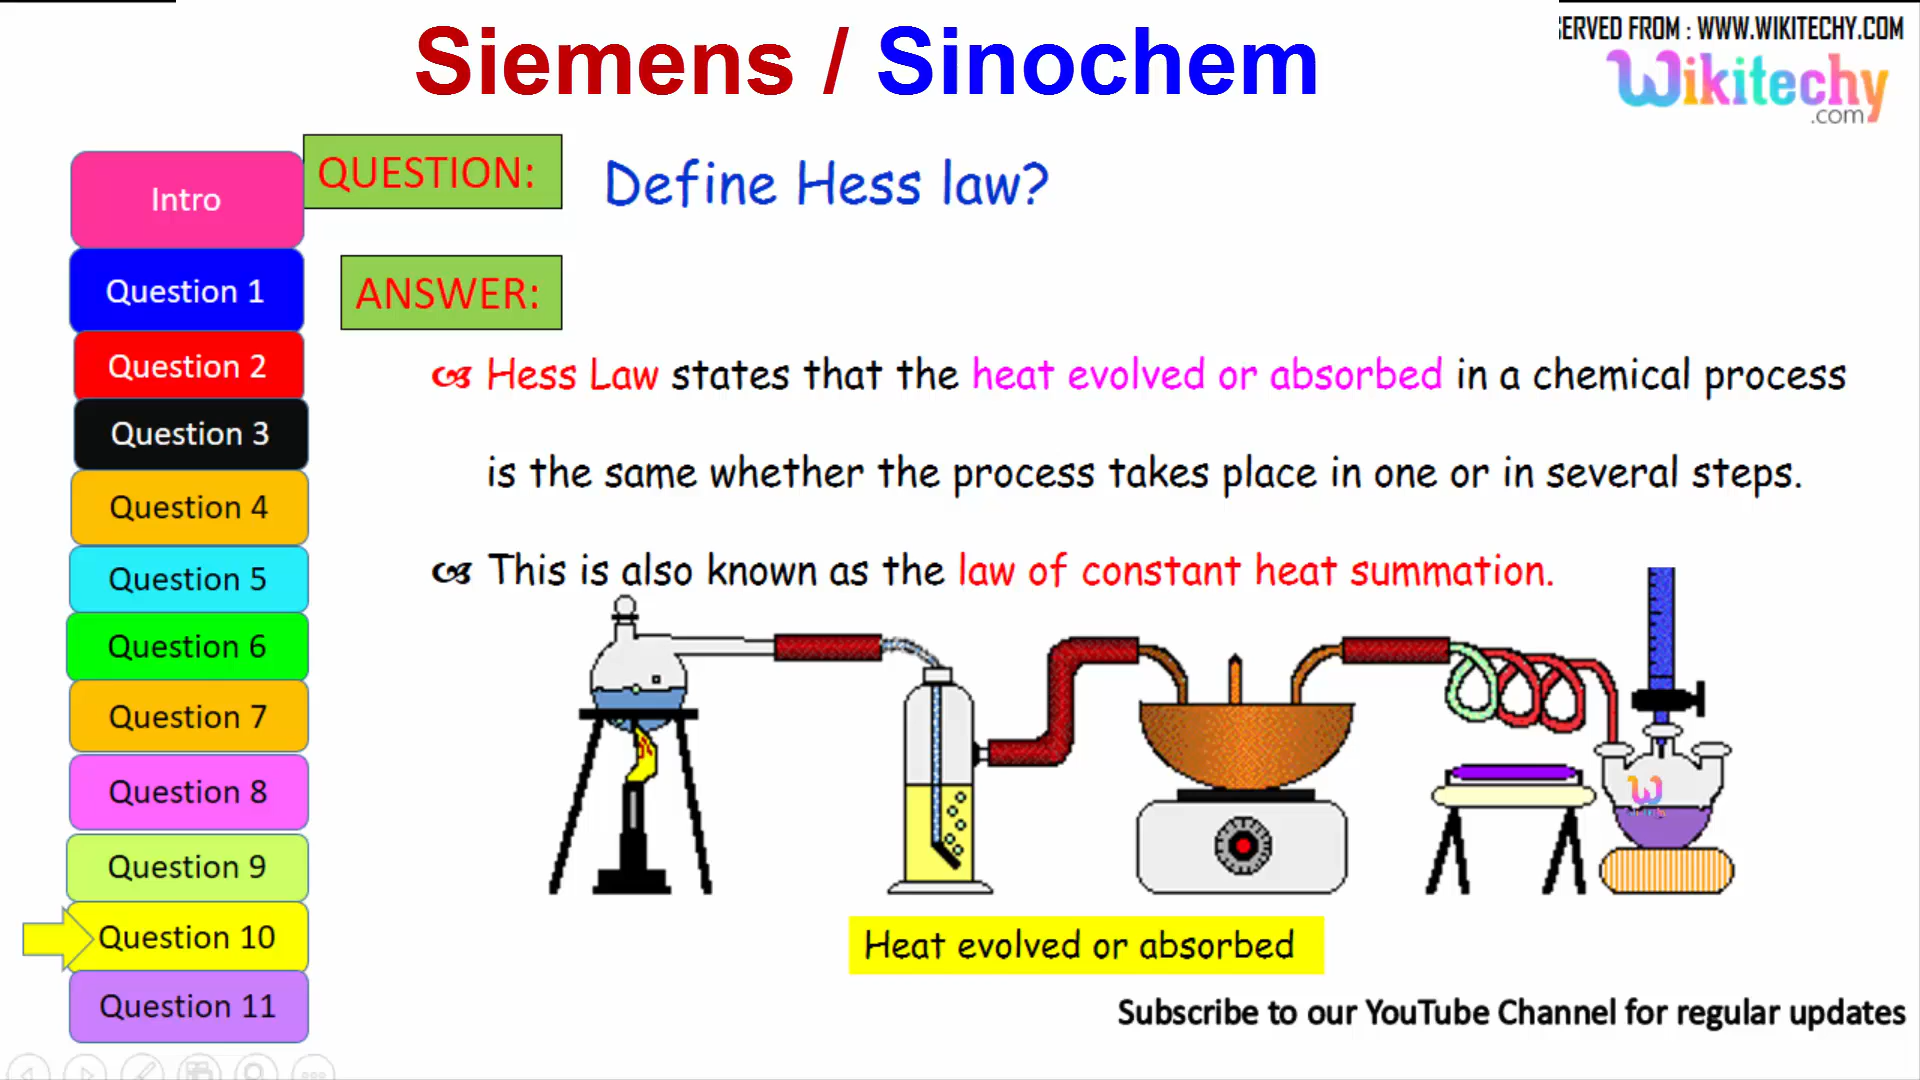 Siemens / Sinochem
SERVED FROM : WWW.WIKITECHY.COM
Wikitechy
.com
QUESTION:
Define Hess law?
Intro
ANSWER:
Question 1
Question 2
Question 3
Question 4
Question 5
Question 6
Question 7
Question 8
Question 9
Question 10
Question 11
Hess Law states that the heat evolved or absorbed in a chemical process
is the same whether the process takes place in one or in several steps.
This is also known as the law of constant heat summation.
Heat evolved or absorbed
Subscribe to our YouTube Channel for regular updates